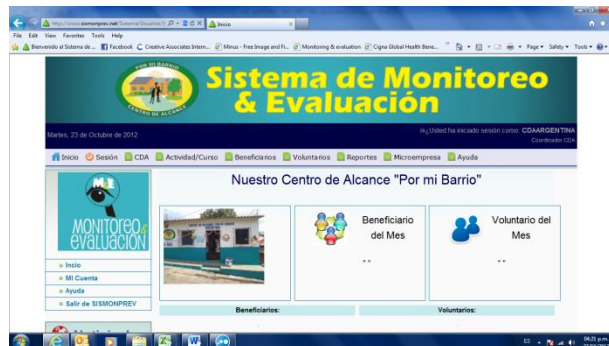 http://www.sismonprev.net/Sistema/Usuarios/I
Inicio
File Edit View Favorites Tools Help
Bienvenido al Sistema de ... Facebook Creative Associates Intern... Minus - Free Image and Fi... Monitoring & evaluation Cigna Global Health Bene...
Page Safety Tools
POR MI BARRIO
CENTRO DE ALCANCE
Sistema de Monitoreo
& Evaluación
Martes, 23 de Octubre de 2012
Usted ha iniciado sesión como: CDAARGENTINA
Coordinador CDA
Inicio Sesión CDA Actividad/Curso Beneficiarios Voluntarios Reportes Microempresa Ayuda
Nuestro Centro de Alcance "Por mi Barrio"
M&E
MONITOREO &
EVALUACIÓN
Beneficiario
del Mes
Voluntario del
Mes
Incio
MI Cuenta
Ayuda
Salir de SISMONPREV
Beneficiarios:
Voluntarios:
ES
04:21 p.m.